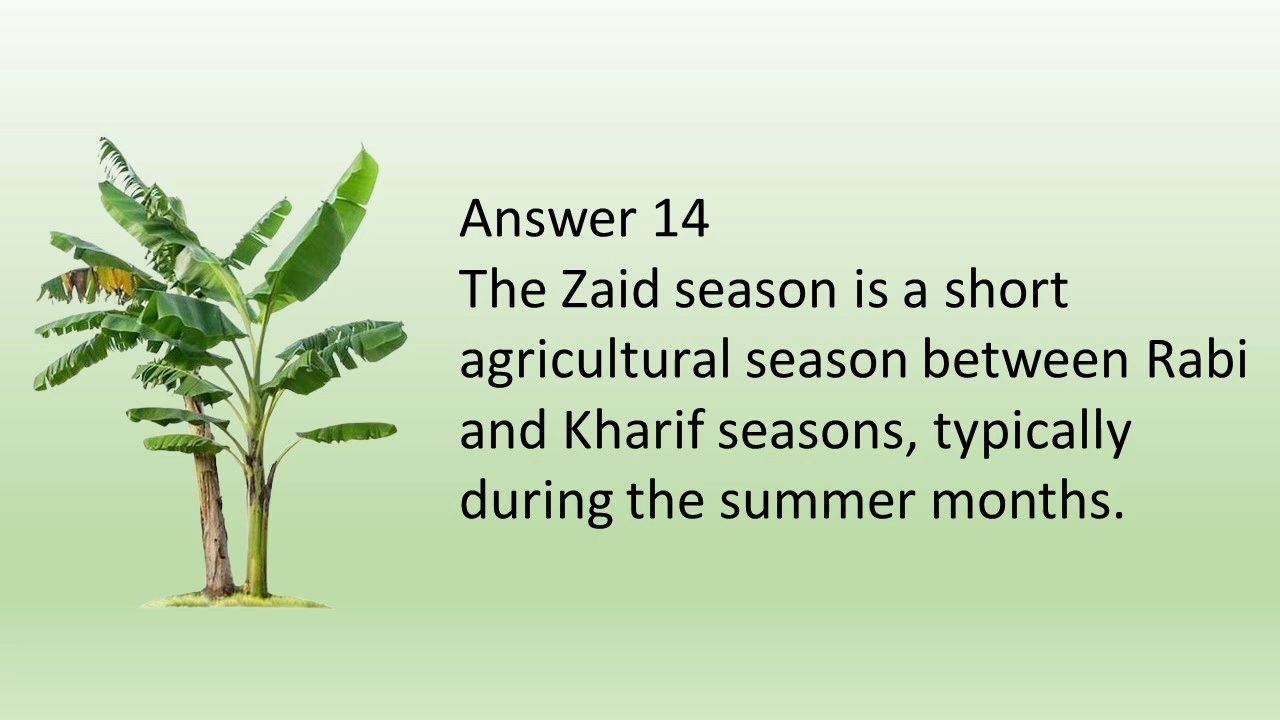 Answer 14
The Zaid season is a short
agricultural season between Rabi
and Kharif seasons, typically
during the summer months.